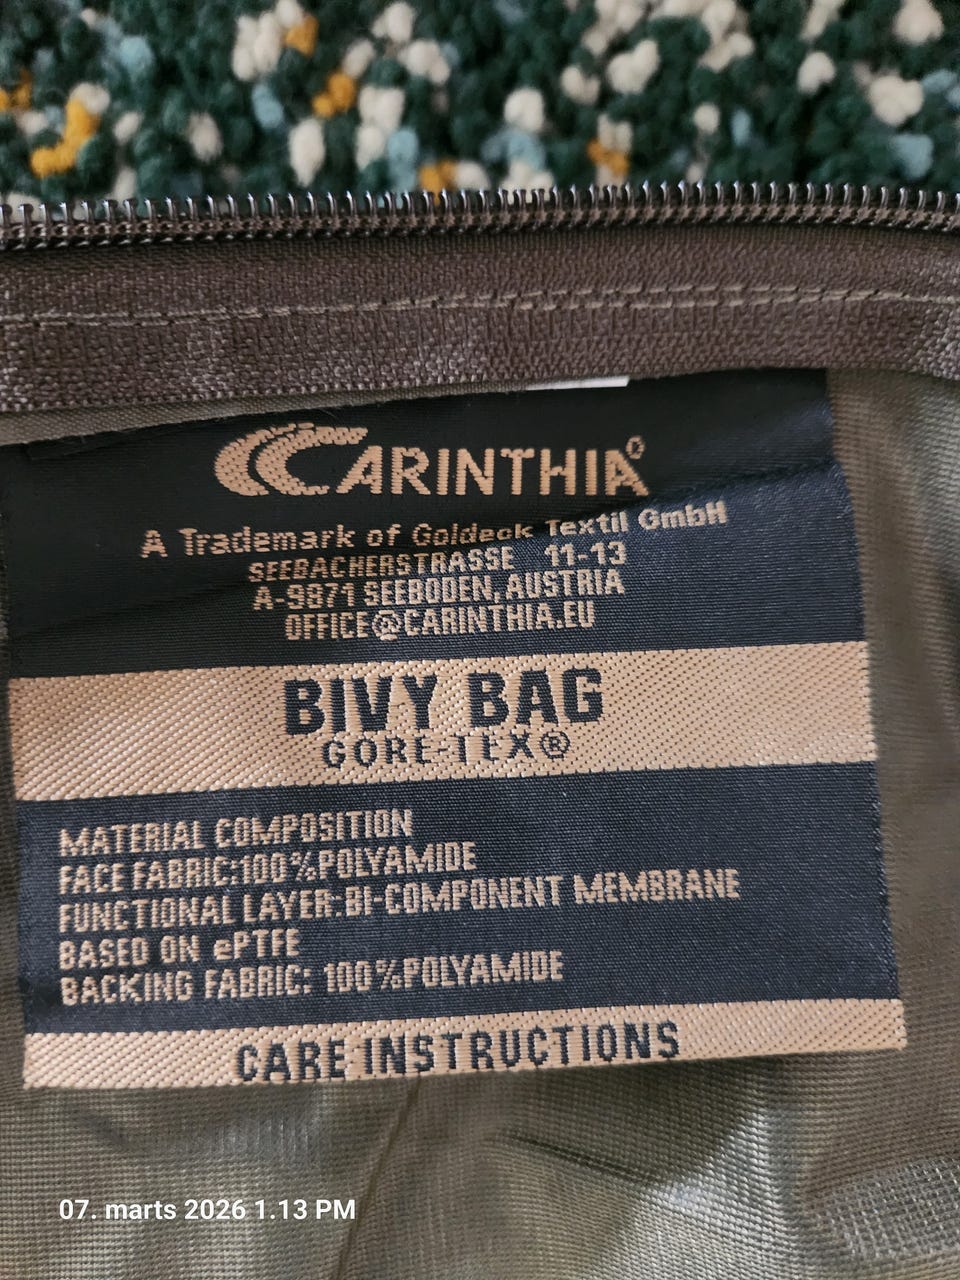 CARINTHIA®
A Trademark of Goldeck Textil GmbH
SEEBACHERSTRASSE 11-13
A-9871 SEEBODEN, AUSTRIA
OFFICE@CARINTHIA.EU
BIVY BAG
GORE-TEX®
MATERIAL COMPOSITION
FACE FABRIC:100%POLYAMIDE
FUNCTIONAL LAYER:BI-COMPONENT MEMBRANE
BASED ON ePTFE
BACKING FABRIC: 100%POLYAMIDE
CARE INSTRUCTIONS
07. marts 2026 1.13 PM